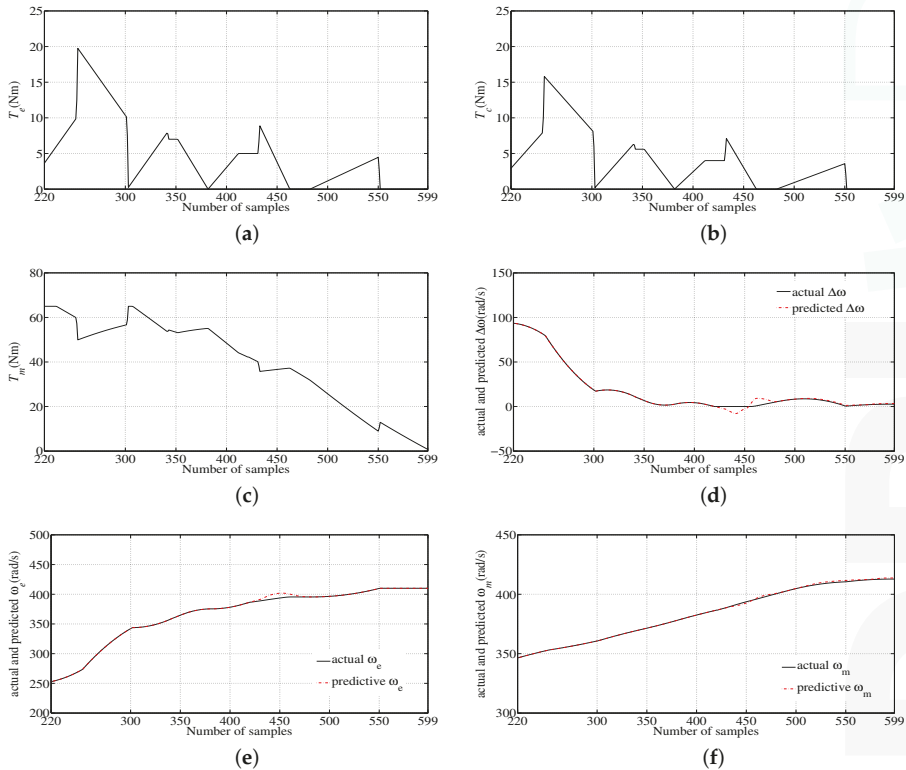 25
20
15
10
5
0
T_e(Nm)
220 300 350 400 450 500 550 599
Number of samples
(a)
25
20
15
10
5
0
T_c(Nm)
220 300 350 400 450 500 550 599
Number of samples
(b)
80
60
40
20
0
T_m(Nm)
220 300 350 400 450 500 550 599
Number of samples
(c)
150
100
50
0
−50
actual and predicted Δω(rad/s)
actual Δω
predicted Δω
220 300 350 400 450 500 550 599
Number of samples
(d)
500
450
400
350
300
250
200
actual and predicted ω_e(rad/s)
actual ω_e
predictive ω_e
220 300 350 400 450 500 550 599
Number of samples
(e)
450
400
350
300
actual and predicted ω_m(rad/s)
actual ω_m
predictive ω_m
220 300 350 400 450 500 550 599
Number of samples
(f)